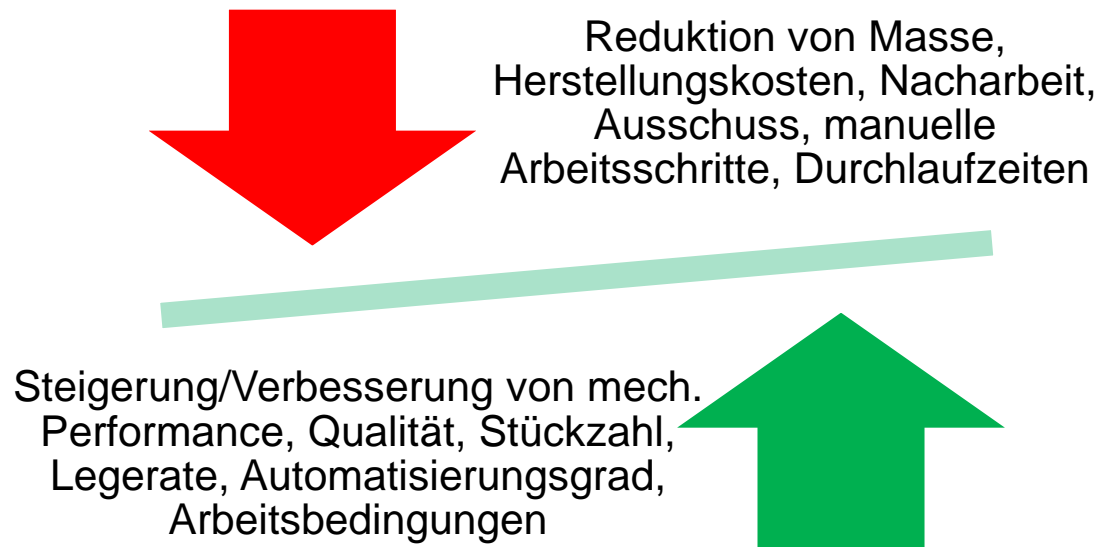 Reduktion von Masse,
Herstellungskosten, Nacharbeit,
Ausschuss, manuelle
Arbeitsschritte, Durchlaufzeiten
Steigerung/Verbesserung von mech.
Performance, Qualität, Stückzahl,
Legerate, Automatisierungsgrad,
Arbeitsbedingungen